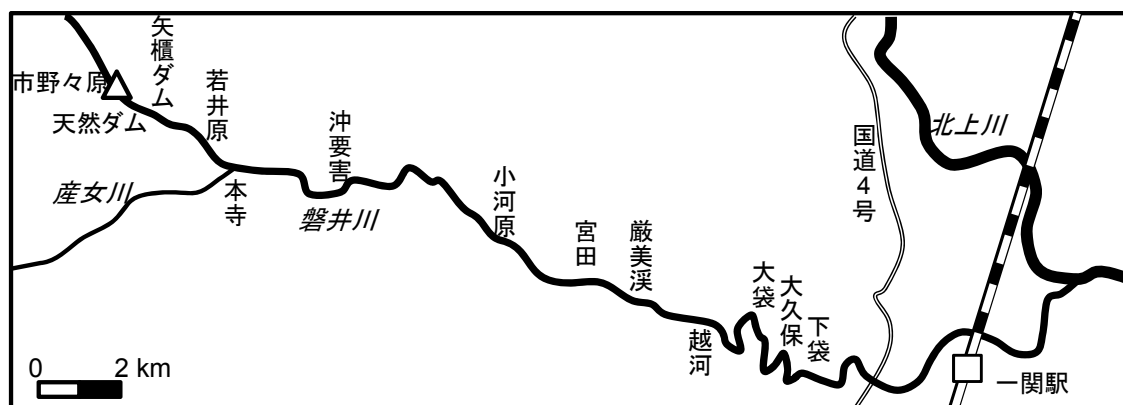 矢櫃ダム
市野々原
天然ダム
若井原
沖要害
産女川
本寺
磐井川
小河原
宮田
厳美渓
越河
大袋
大久保
下袋
国道4号
北上川
一関駅
0 2 km